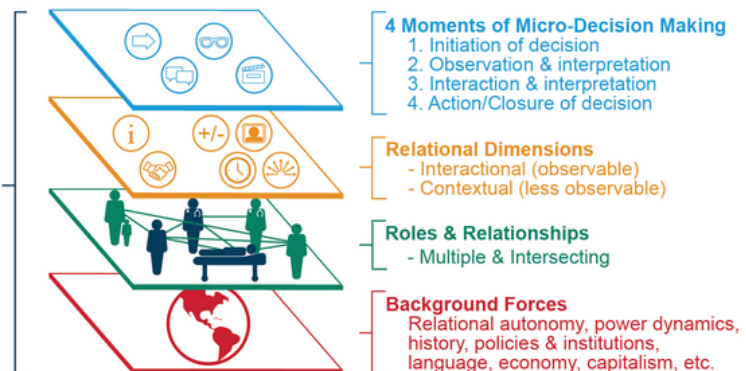 4 Moments of Micro-Decision Making
1. Initiation of decision
2. Observation & interpretation
3. Interaction & interpretation
4. Action/Closure of decision
i
+/-
Relational Dimensions
- Interactional (observable)
- Contextual (less observable)
Roles & Relationships
- Multiple & Intersecting
Background Forces
Relational autonomy, power dynamics,
history, policies & institutions,
language, economy, capitalism, etc.